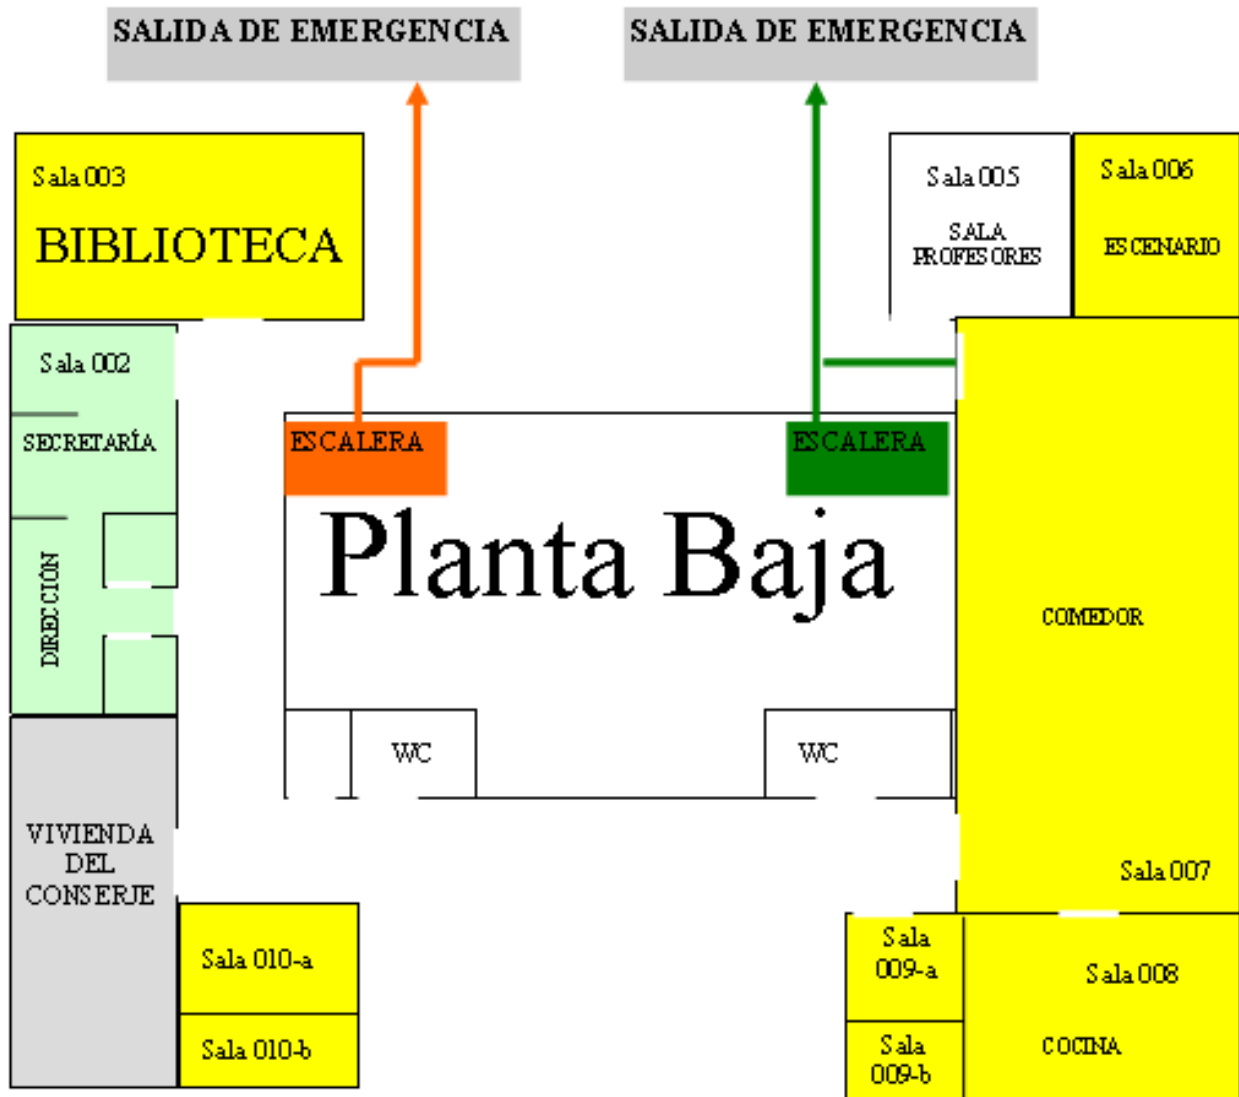 SALIDA DE EMERGENCIA
SALIDA DE EMERGENCIA
Sala 003
BIBLIOTECA
Sala 005
SALA
PROFESORES
Sala 006
ESCENARIO
Sala 002
SECRETARÍA
DIRECCIÓN
ESCALERA
ESCALERA
Planta Baja
COMEDOR
WC
WC
VIVIENDA
DEL
CONSERJE
Sala 007
Sala 010-a
Sala 010-b
Sala
009-a
Sala 008
Sala
009-b
COCINA